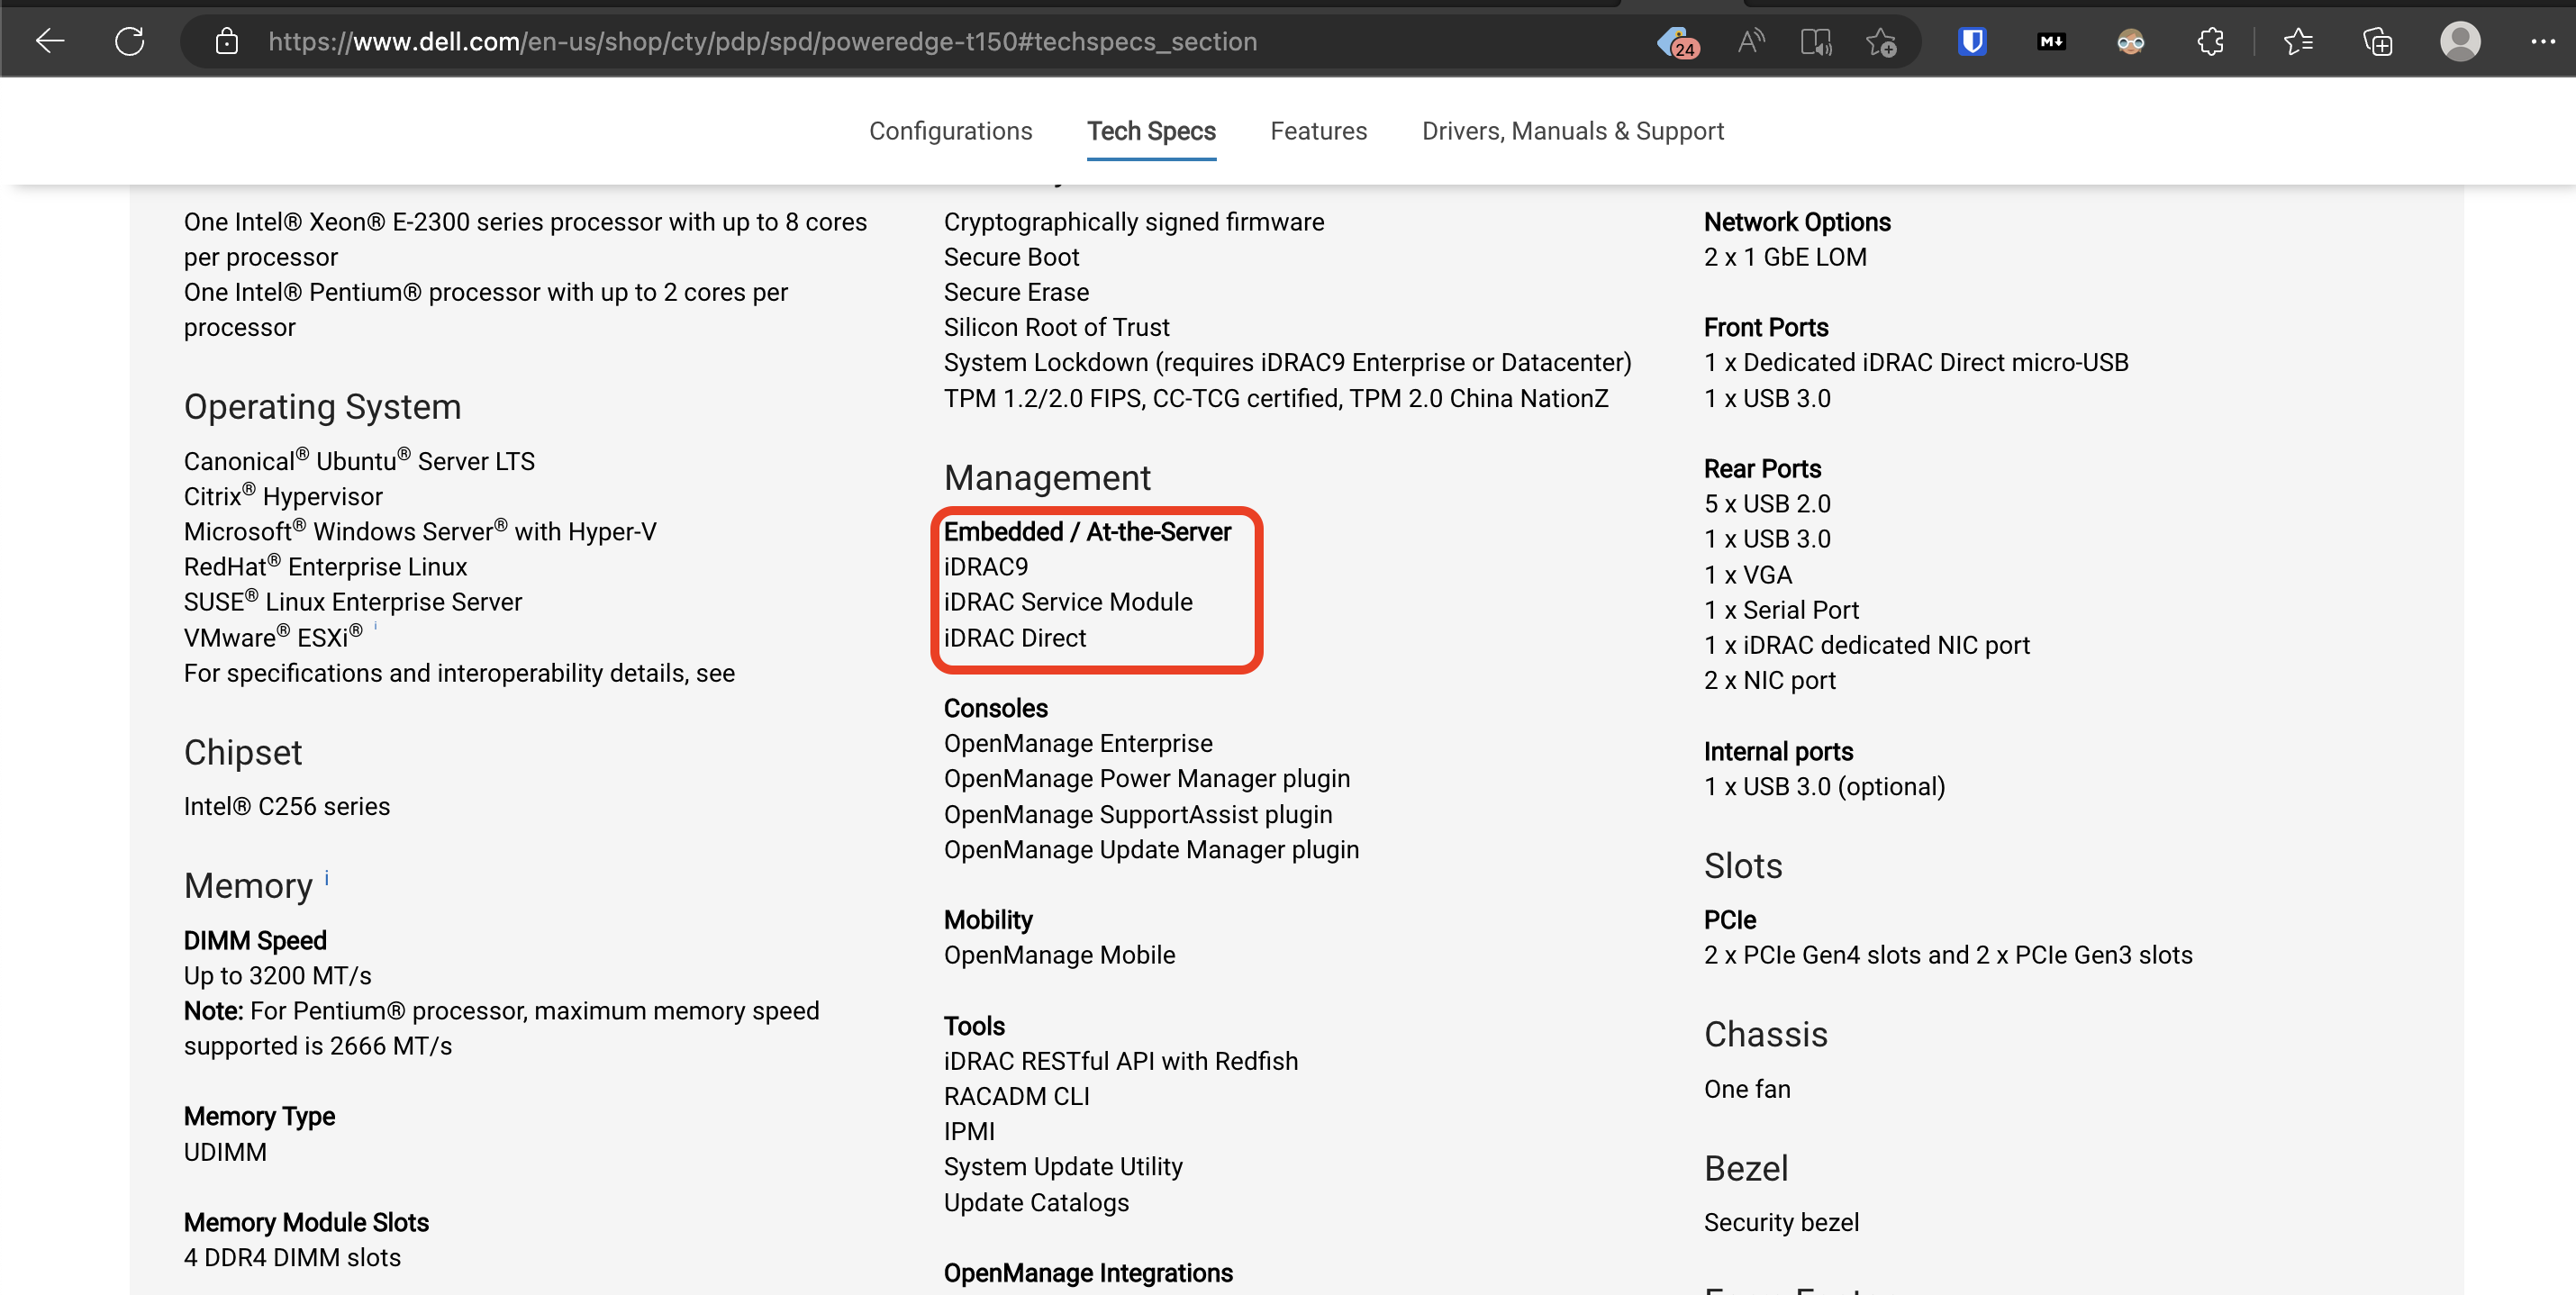 https://www.dell.com/en-us/shop/cty/pdp/spd/poweredge-t150#techspecs_section
24
M
Configurations
Tech Specs
Features
Drivers, Manuals & Support
One Intel® Xeon® E-2300 series processor with up to 8 cores
per processor
One Intel® Pentium® processor with up to 2 cores per
processor
Operating System
Canonical® Ubuntu® Server LTS
Citrix® Hypervisor
Microsoft® Windows Server® with Hyper-V
RedHat® Enterprise Linux
SUSE® Linux Enterprise Server
VMware® ESXi® i
For specifications and interoperability details, see
Chipset
Intel® C256 series
Memory i
DIMM Speed
Up to 3200 MT/s
Note: For Pentium® processor, maximum memory speed
supported is 2666 MT/s
Memory Type
UDIMM
Memory Module Slots
4 DDR4 DIMM slots
Cryptographically signed firmware
Secure Boot
Secure Erase
Silicon Root of Trust
System Lockdown (requires iDRAC9 Enterprise or Datacenter)
TPM 1.2/2.0 FIPS, CC-TCG certified, TPM 2.0 China NationZ
Management
Embedded / At-the-Server
iDRAC9
iDRAC Service Module
iDRAC Direct
Consoles
OpenManage Enterprise
OpenManage Power Manager plugin
OpenManage SupportAssist plugin
OpenManage Update Manager plugin
Mobility
OpenManage Mobile
Tools
iDRAC RESTful API with Redfish
RACADM CLI
IPMI
System Update Utility
Update Catalogs
OpenManage Integrations
Network Options
2 x 1 GbE LOM
Front Ports
1 x Dedicated iDRAC Direct micro-USB
1 x USB 3.0
Rear Ports
5 x USB 2.0
1 x USB 3.0
1 x VGA
1 x Serial Port
1 x iDRAC dedicated NIC port
2 x NIC port
Internal ports
1 x USB 3.0 (optional)
Slots
PCIe
2 x PCIe Gen4 slots and 2 x PCIe Gen3 slots
Chassis
One fan
Bezel
Security bezel